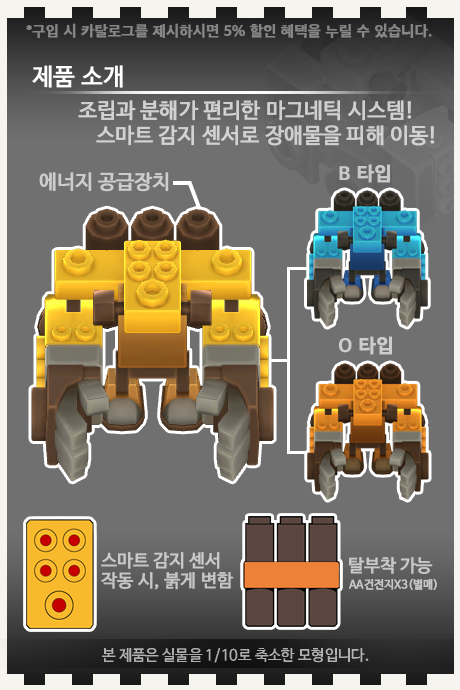 *구입 시 카탈로그를 제시하시면 5% 할인 혜택을 누릴 수 있습니다.
제품 소개
조립과 분해가 편리한 마그네틱 시스템!
스마트 감지 센서로 장애물을 피해 이동!
에너지 공급장치
B 타입
O 타입
스마트 감지 센서
작동 시, 붉게 변함
탈부착 가능
AA건전지X3(별매)
본 제품은 실물을 1/10로 축소한 모형입니다.